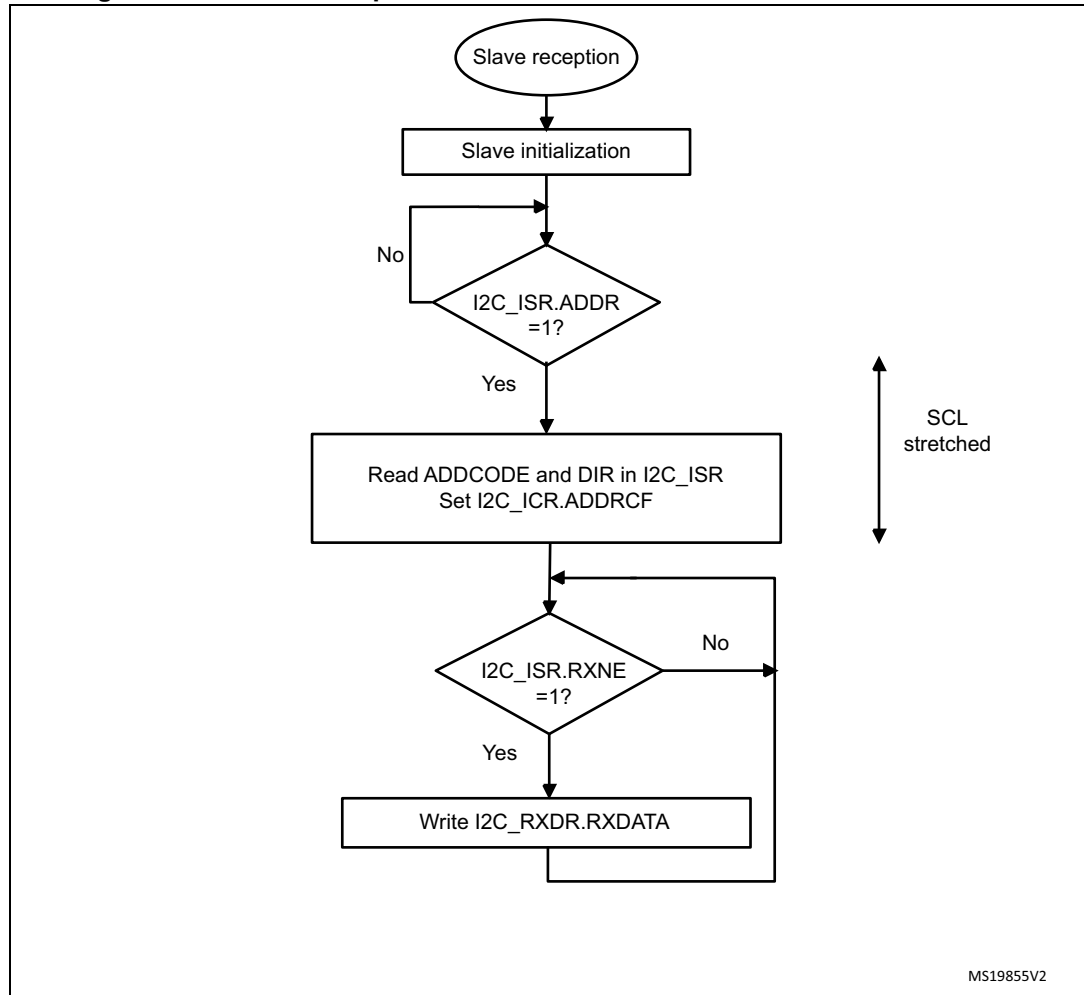 Slave reception
Slave initialization
No
I2C_ISR.ADDR
=1?
Yes
SCL
stretched
Read ADDCODE and DIR in I2C_ISR
Set I2C_ICR.ADDRCF
No
I2C_ISR.RXNE
=1?
Yes
Write I2C_RXDR.RXDATA
MS19855V2